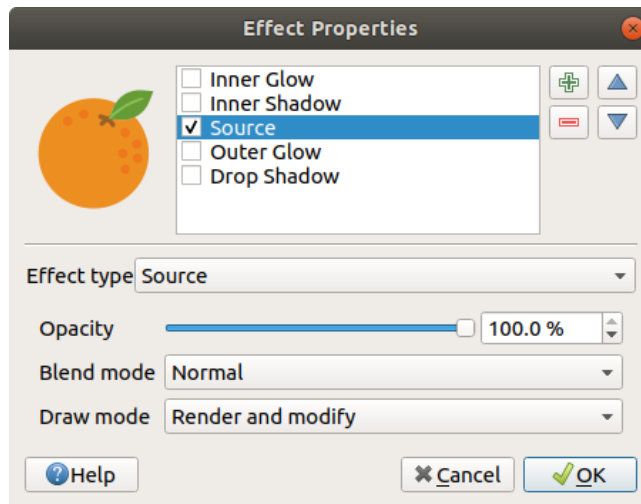 Effect Properties
Inner Glow
Inner Shadow
Source
Outer Glow
Drop Shadow
Effect type Source
Opacity 100.0 %
Blend mode Normal
Draw mode Render and modify
Help Cancel OK